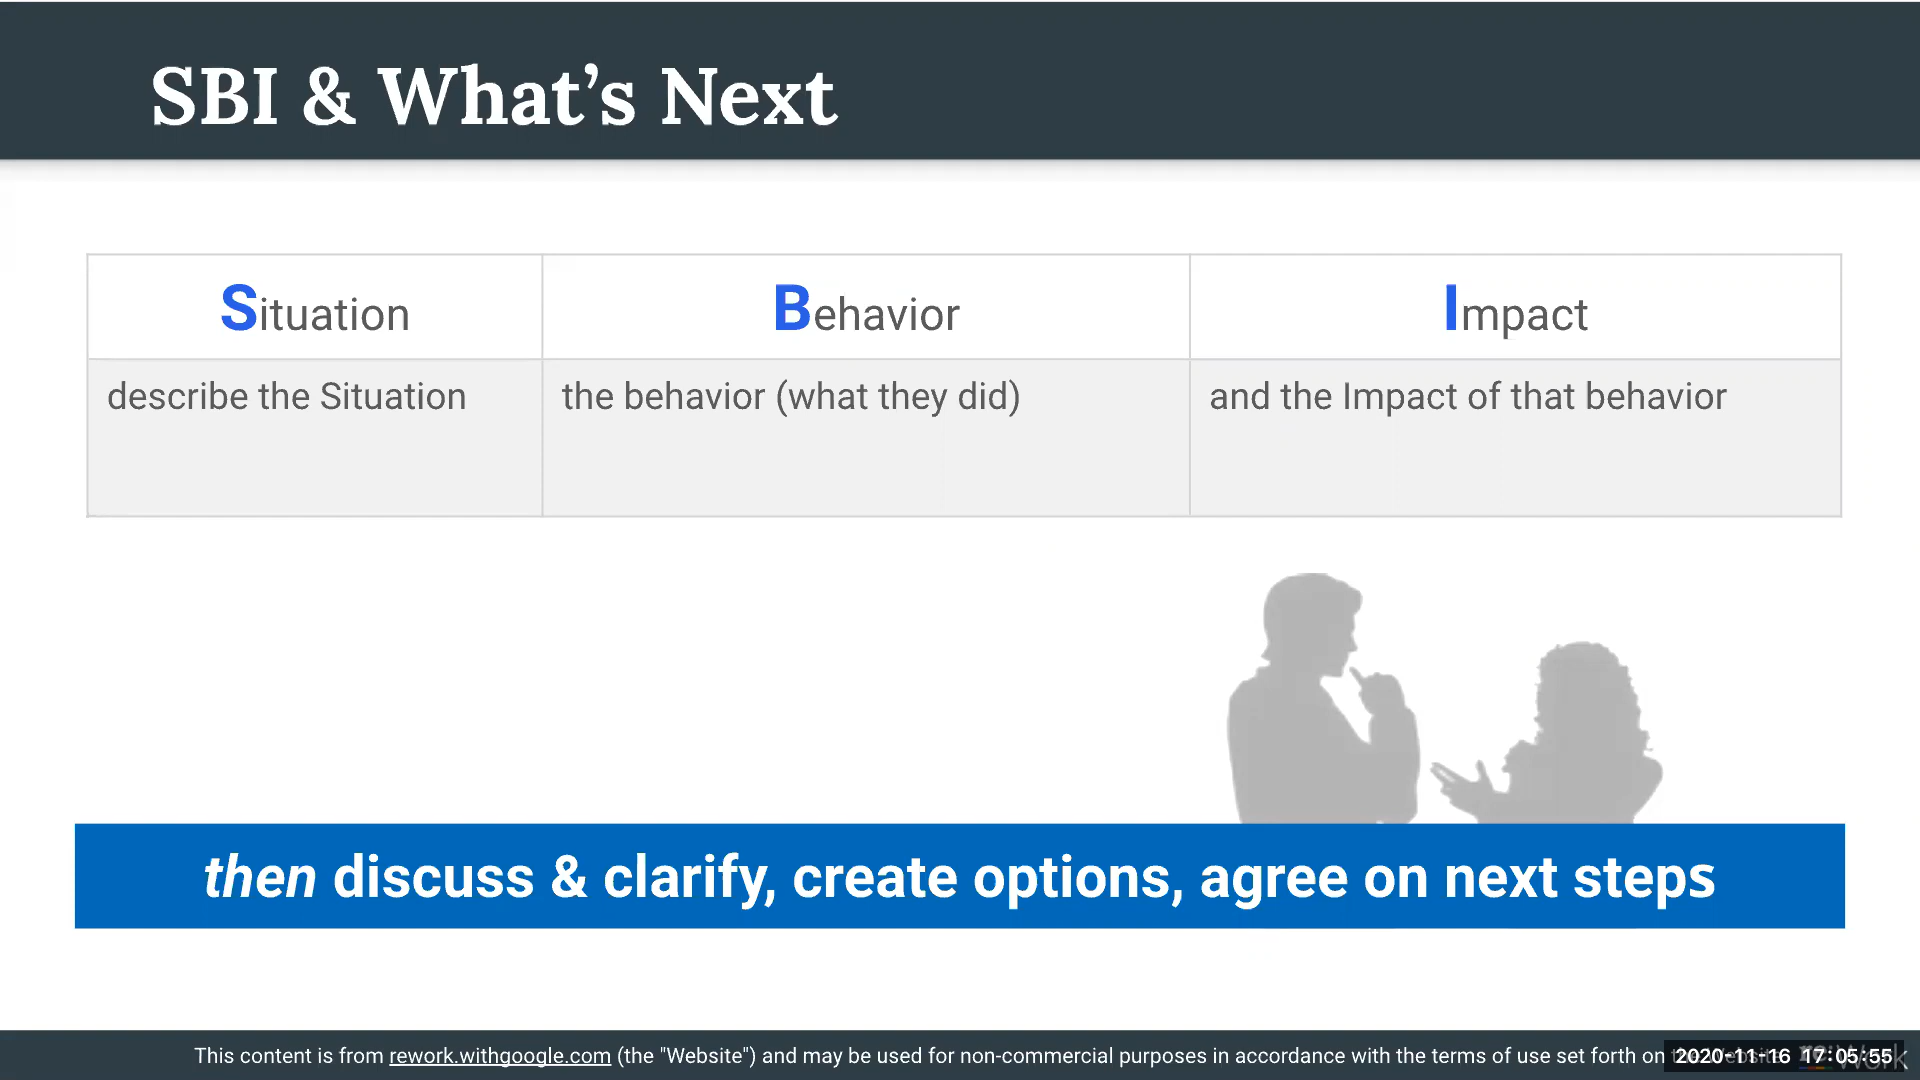 SBI & What’s Next
Situation
Behavior
Impact
describe the Situation
the behavior (what they did)
and the Impact of that behavior
then discuss & clarify, create options, agree on next steps
This content is from rework.withgoogle.com (the "Website") and may be used for non-commercial purposes in accordance with the terms of use set forth on
2020-11-16 17:05:55